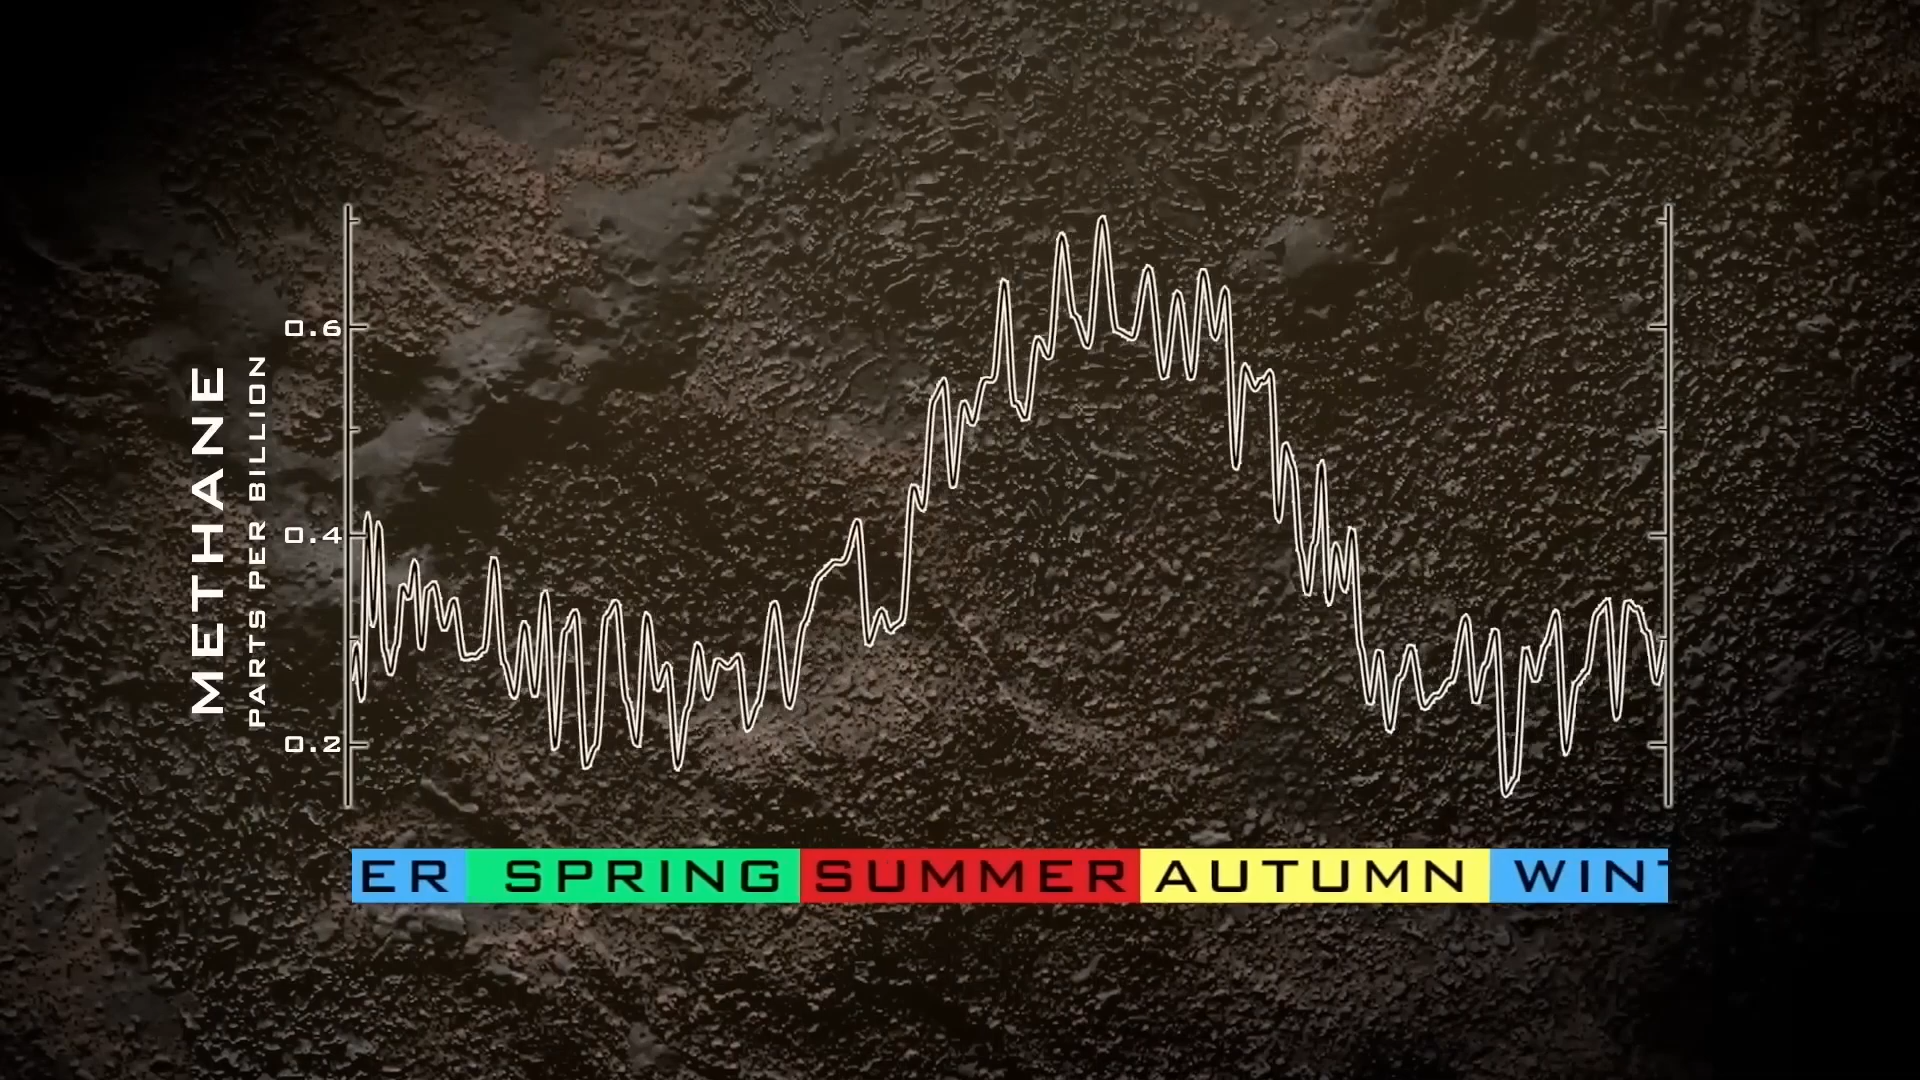 METHANE
PARTS PER BILLION
0.6
0.4
0.2
ER SPRING SUMMER AUTUMN WINT